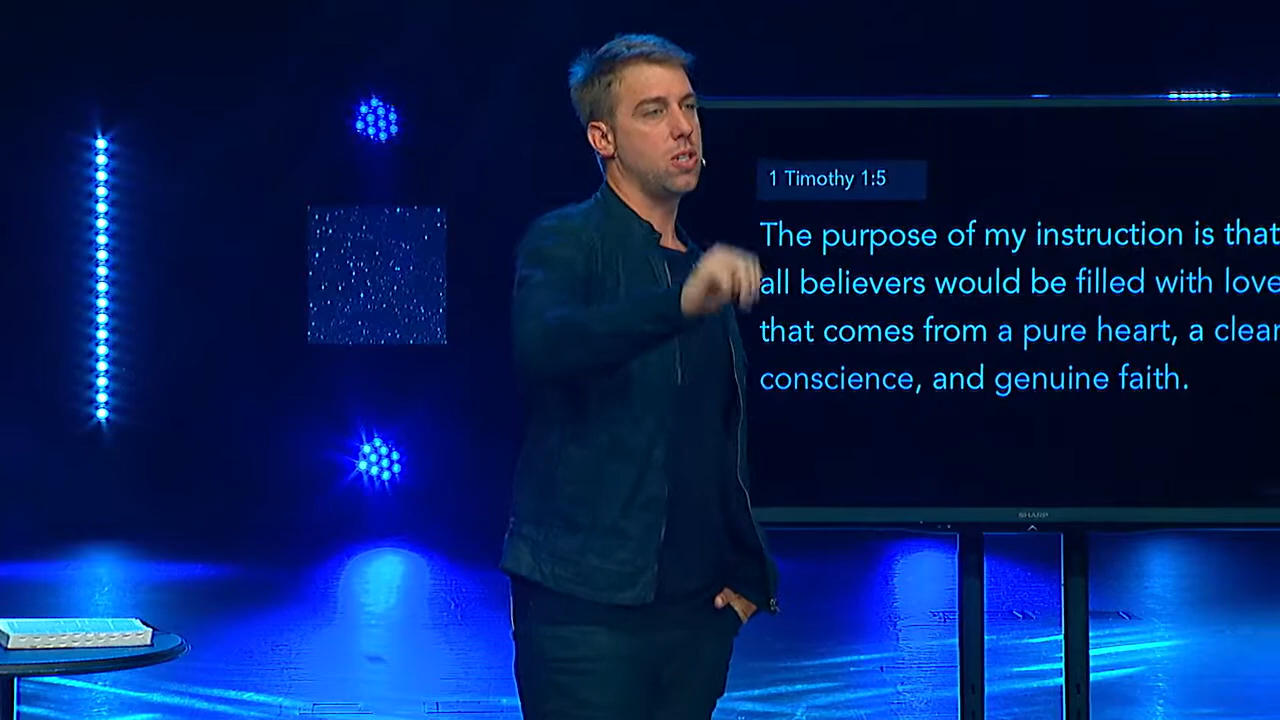 1 Timothy 1:5
The purpose of my instruction is that
all believers would be filled with love
that comes from a pure heart, a clear
conscience, and genuine faith.
SHARP